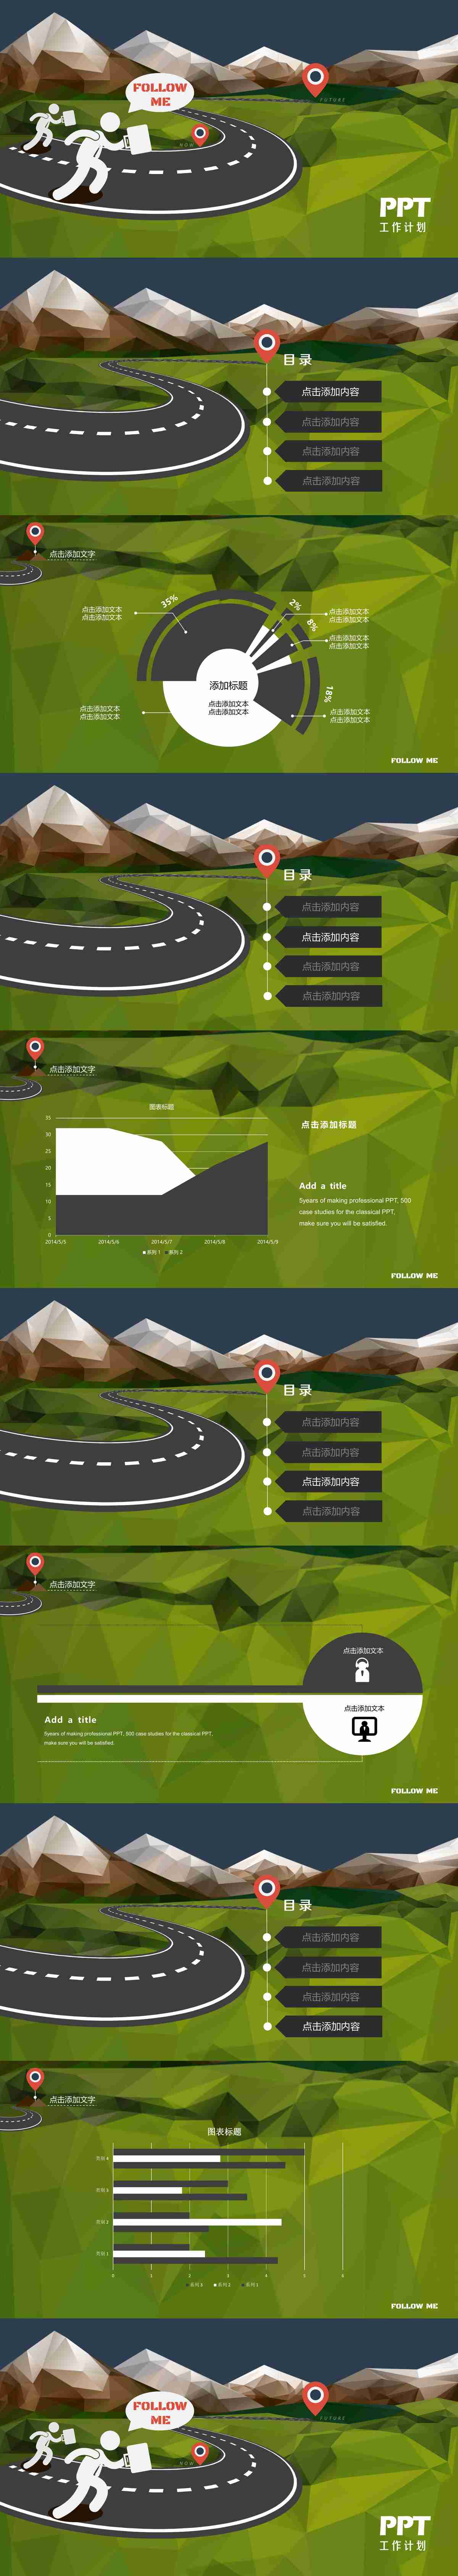 FOLLOW
ME
FUTURE
NOW
PPT
工作计划
目录
点击添加内容
点击添加内容
点击添加内容
点击添加内容
点击添加文字
35%
2%
8%
18%
点击添加文本
点击添加文本
点击添加文本
点击添加文本
点击添加文本
点击添加文本
添加标题
点击添加文本
点击添加文本
点击添加文本
点击添加文本
点击添加文本
点击添加文本
FOLLOW ME
目录
点击添加内容
点击添加内容
点击添加内容
点击添加内容
点击添加文字
图表标题
35
30
25
20
15
10
5
0
2014/5/5 2014/5/6 2014/5/7 2014/5/8 2014/5/9
系列 1 系列 2
点击添加标题
Add a title
5years of making professional PPT, 500
case studies for the classical PPT,
make sure you will be satisfied.
FOLLOW ME
目录
点击添加内容
点击添加内容
点击添加内容
点击添加内容
点击添加文字
点击添加文本
点击添加文本
Add a title
5years of making professional PPT, 500 case studies for the classical PPT,
make sure you will be satisfied.
FOLLOW ME
目录
点击添加内容
点击添加内容
点击添加内容
点击添加内容
点击添加文字
图表标题
类别 4
类别 3
类别 2
类别 1
0 1 2 3 4 5 6
系列 3 系列 2 系列 1
FOLLOW ME
FOLLOW
ME
FUTURE
NOW
PPT
工作计划